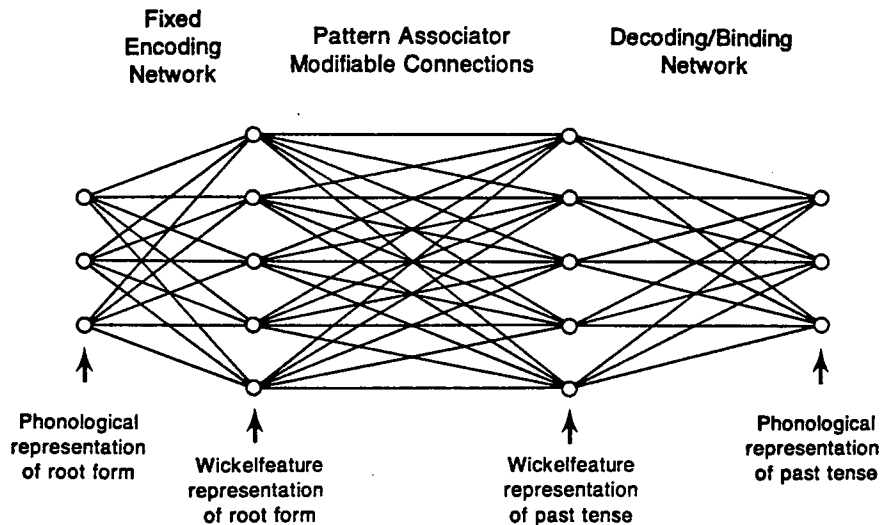 Fixed
Encoding
Network
Pattern Associator
Modifiable Connections
Decoding/Binding
Network
Phonological
representation
of root form
Wickelfeature
representation
of root form
Wickelfeature
representation
of past tense
Phonological
representation
of past tense